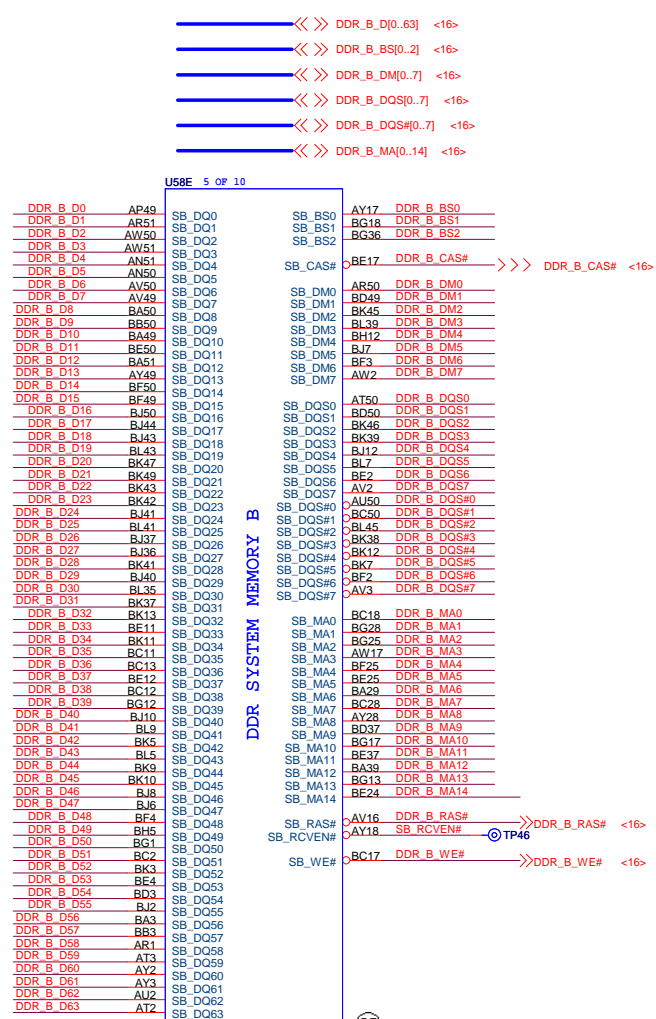 DDR_B_D[0..63] <16>
DDR_B_BS[0..2] <16>
DDR_B_DM[0..7] <16>
DDR_B_DQS[0..7] <16>
DDR_B_DQS#[0..7] <16>
DDR_B_MA[0..14] <16>
U58E 5 OF 10
DDR_B_D0 AP49 SB_DQ0
DDR_B_D1 AR51 SB_DQ1
DDR_B_D2 AW50 SB_DQ2
DDR_B_D3 AW51 SB_DQ3
DDR_B_D4 AN51 SB_DQ4
DDR_B_D5 AN50 SB_DQ5
DDR_B_D6 AV50 SB_DQ6
DDR_B_D7 AV49 SB_DQ7
DDR_B_D8 BA50 SB_DQ8
DDR_B_D9 BB50 SB_DQ9
DDR_B_D10 BA49 SB_DQ10
DDR_B_D11 BE50 SB_DQ11
DDR_B_D12 BA51 SB_DQ12
DDR_B_D13 AY49 SB_DQ13
DDR_B_D14 BF50 SB_DQ14
DDR_B_D15 BF49 SB_DQ15
DDR_B_D16 BJ50 SB_DQ16
DDR_B_D17 BJ44 SB_DQ17
DDR_B_D18 BJ43 SB_DQ18
DDR_B_D19 BL43 SB_DQ19
DDR_B_D20 BK47 SB_DQ20
DDR_B_D21 BK49 SB_DQ21
DDR_B_D22 BK43 SB_DQ22
DDR_B_D23 BK42 SB_DQ23
DDR_B_D24 BJ41 SB_DQ24
DDR_B_D25 BL41 SB_DQ25
DDR_B_D26 BJ37 SB_DQ26
DDR_B_D27 BJ36 SB_DQ27
DDR_B_D28 BK41 SB_DQ28
DDR_B_D29 BJ40 SB_DQ29
DDR_B_D30 BL35 SB_DQ30
DDR_B_D31 BK37 SB_DQ31
DDR_B_D32 BK13 SB_DQ32
DDR_B_D33 BE11 SB_DQ33
DDR_B_D34 BK11 SB_DQ34
DDR_B_D35 BC11 SB_DQ35
DDR_B_D36 BC13 SB_DQ36
DDR_B_D37 BE12 SB_DQ37
DDR_B_D38 BC12 SB_DQ38
DDR_B_D39 BG12 SB_DQ39
DDR_B_D40 BJ10 SB_DQ40
DDR_B_D41 BL9 SB_DQ41
DDR_B_D42 BK5 SB_DQ42
DDR_B_D43 BL5 SB_DQ43
DDR_B_D44 BK9 SB_DQ44
DDR_B_D45 BK10 SB_DQ45
DDR_B_D46 BJ8 SB_DQ46
DDR_B_D47 BJ6 SB_DQ47
DDR_B_D48 BF4 SB_DQ48
DDR_B_D49 BH5 SB_DQ49
DDR_B_D50 BG1 SB_DQ50
DDR_B_D51 BC2 SB_DQ51
DDR_B_D52 BK3 SB_DQ52
DDR_B_D53 BE4 SB_DQ53
DDR_B_D54 BD3 SB_DQ54
DDR_B_D55 BJ2 SB_DQ55
DDR_B_D56 BA3 SB_DQ56
DDR_B_D57 BB3 SB_DQ57
DDR_B_D58 AR1 SB_DQ58
DDR_B_D59 AT3 SB_DQ59
DDR_B_D60 AY2 SB_DQ60
DDR_B_D61 AY3 SB_DQ61
DDR_B_D62 AU2 SB_DQ62
DDR_B_D63 AT2 SB_DQ63
DDR SYSTEM MEMORY B
SB_BS0 AY17 DDR_B_BS0
SB_BS1 BG18 DDR_B_BS1
SB_BS2 BG36 DDR_B_BS2
SB_CAS# BE17 DDR_B_CAS# DDR_B_CAS# <16>
SB_DM0 AR50 DDR_B_DM0
SB_DM1 BD49 DDR_B_DM1
SB_DM2 BK45 DDR_B_DM2
SB_DM3 BL39 DDR_B_DM3
SB_DM4 BH12 DDR_B_DM4
SB_DM5 BJ7 DDR_B_DM5
SB_DM6 BF3 DDR_B_DM6
SB_DM7 AW2 DDR_B_DM7
SB_DQS0 AT50 DDR_B_DQS0
SB_DQS1 BD50 DDR_B_DQS1
SB_DQS2 BK46 DDR_B_DQS2
SB_DQS3 BK39 DDR_B_DQS3
SB_DQS4 BJ12 DDR_B_DQS4
SB_DQS5 BL7 DDR_B_DQS5
SB_DQS6 BE2 DDR_B_DQS6
SB_DQS7 AV2 DDR_B_DQS7
SB_DQS#0 AU50 DDR_B_DQS#0
SB_DQS#1 BC50 DDR_B_DQS#1
SB_DQS#2 BL45 DDR_B_DQS#2
SB_DQS#3 BK38 DDR_B_DQS#3
SB_DQS#4 BK12 DDR_B_DQS#4
SB_DQS#5 BK7 DDR_B_DQS#5
SB_DQS#6 BF2 DDR_B_DQS#6
SB_DQS#7 AV3 DDR_B_DQS#7
SB_MA0 BC18 DDR_B_MA0
SB_MA1 BG28 DDR_B_MA1
SB_MA2 BG25 DDR_B_MA2
SB_MA3 AW17 DDR_B_MA3
SB_MA4 BF25 DDR_B_MA4
SB_MA5 BE25 DDR_B_MA5
SB_MA6 BA29 DDR_B_MA6
SB_MA7 BC28 DDR_B_MA7
SB_MA8 AY28 DDR_B_MA8
SB_MA9 BD37 DDR_B_MA9
SB_MA10 BG17 DDR_B_MA10
SB_MA11 BE37 DDR_B_MA11
SB_MA12 BA39 DDR_B_MA12
SB_MA13 BG13 DDR_B_MA13
SB_MA14 BE24 DDR_B_MA14
SB_RAS# AV16 DDR_B_RAS# DDR_B_RAS# <16>
SB_RCVEN# AY18 SB_RCVEN# TP46
SB_WE# BC17 DDR_B_WE# DDR_B_WE# <16>